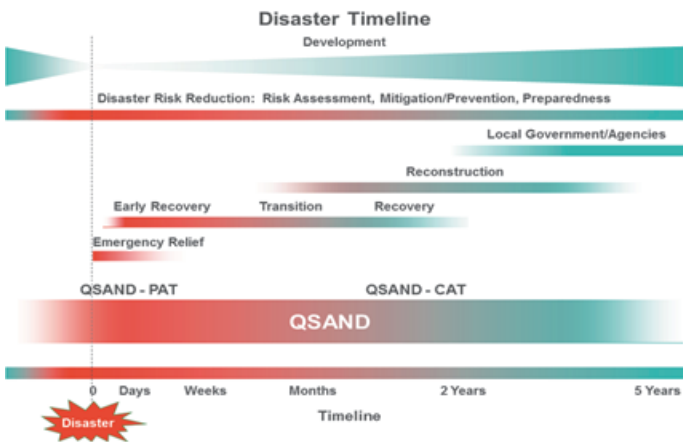 Disaster Timeline
Development
Disaster Risk Reduction: Risk Assessment, Mitigation/Prevention, Preparedness
Local Government/Agencies
Reconstruction
Early Recovery Transition Recovery
Emergency Relief
QSAND - PAT QSAND - CAT
QSAND
0 Days Weeks Months 2 Years 5 Years
Timeline
Disaster